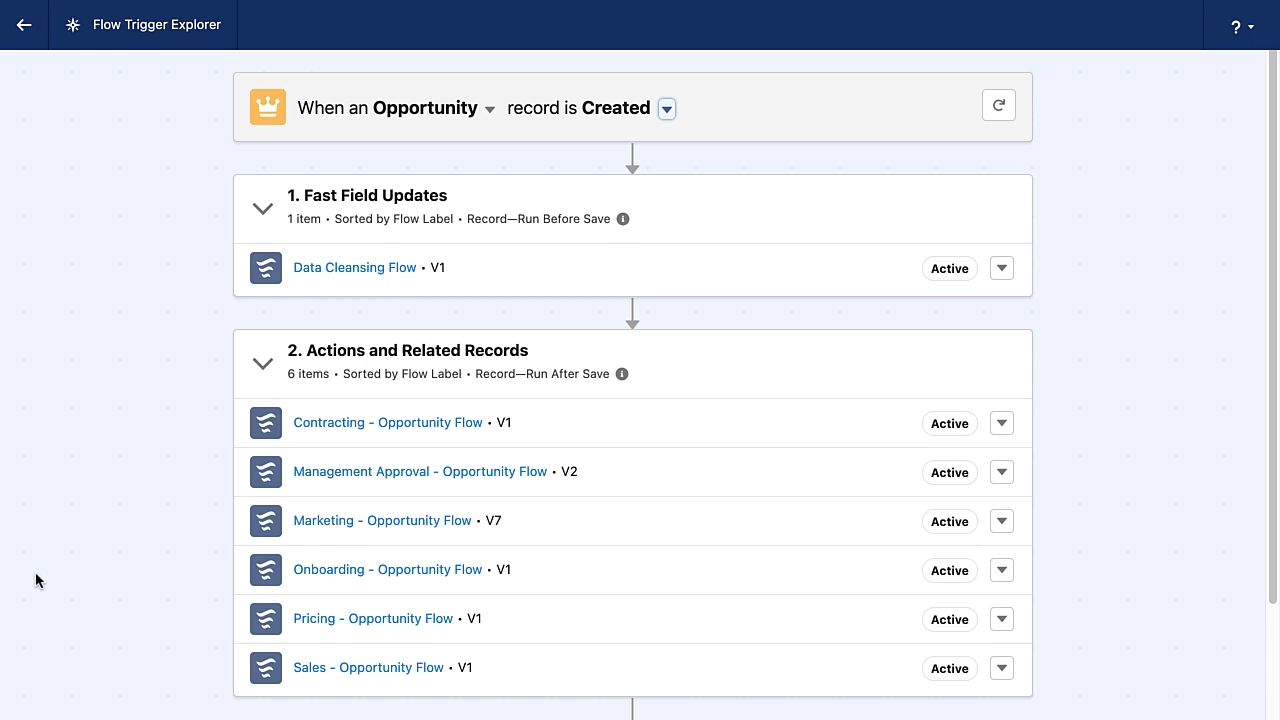 Flow Trigger Explorer
?
When an Opportunity record is Created
1. Fast Field Updates
1 item • Sorted by Flow Label • Record—Run Before Save
Data Cleansing Flow • V1
Active
2. Actions and Related Records
6 items • Sorted by Flow Label • Record—Run After Save
Contracting - Opportunity Flow • V1
Active
Management Approval - Opportunity Flow • V2
Active
Marketing - Opportunity Flow • V7
Active
Onboarding - Opportunity Flow • V1
Active
Pricing - Opportunity Flow • V1
Active
Sales - Opportunity Flow • V1
Active